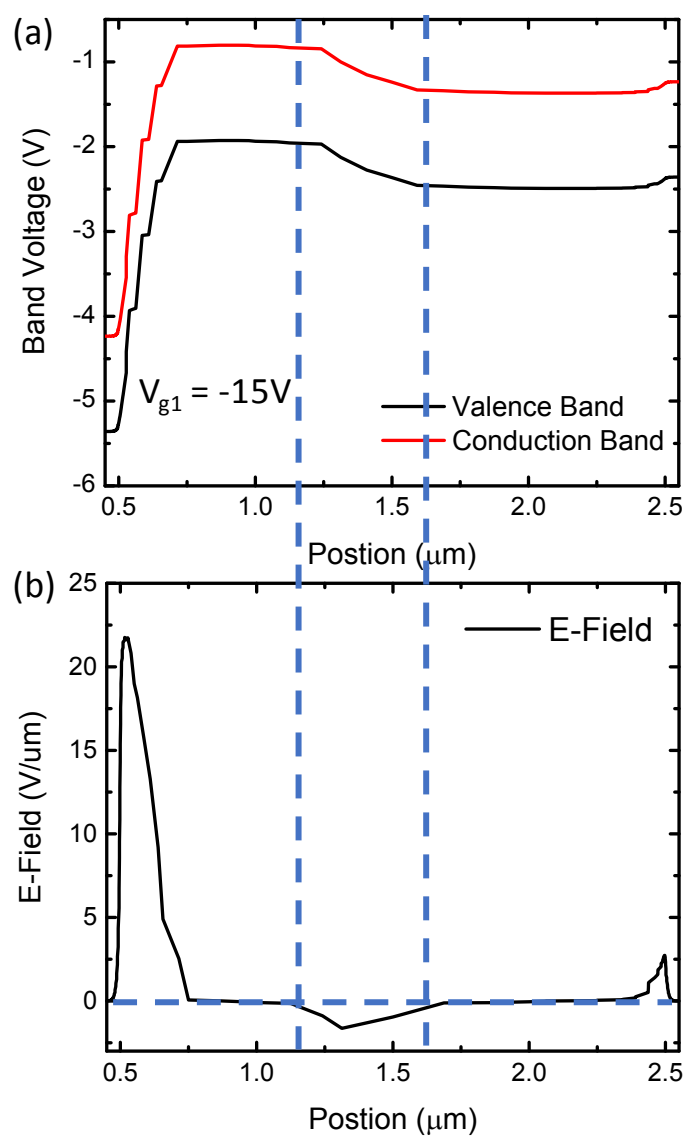 (a)
Band Voltage (V)
-1
-2
-3
-4
-5
-6
V_g1 = -15V
Valence Band
Conduction Band
0.5 1.0 1.5 2.0 2.5
Postion (μm)
(b)
E-Field (V/um)
25
20
15
10
5
0
E-Field
0.5 1.0 1.5 2.0 2.5
Postion (μm)